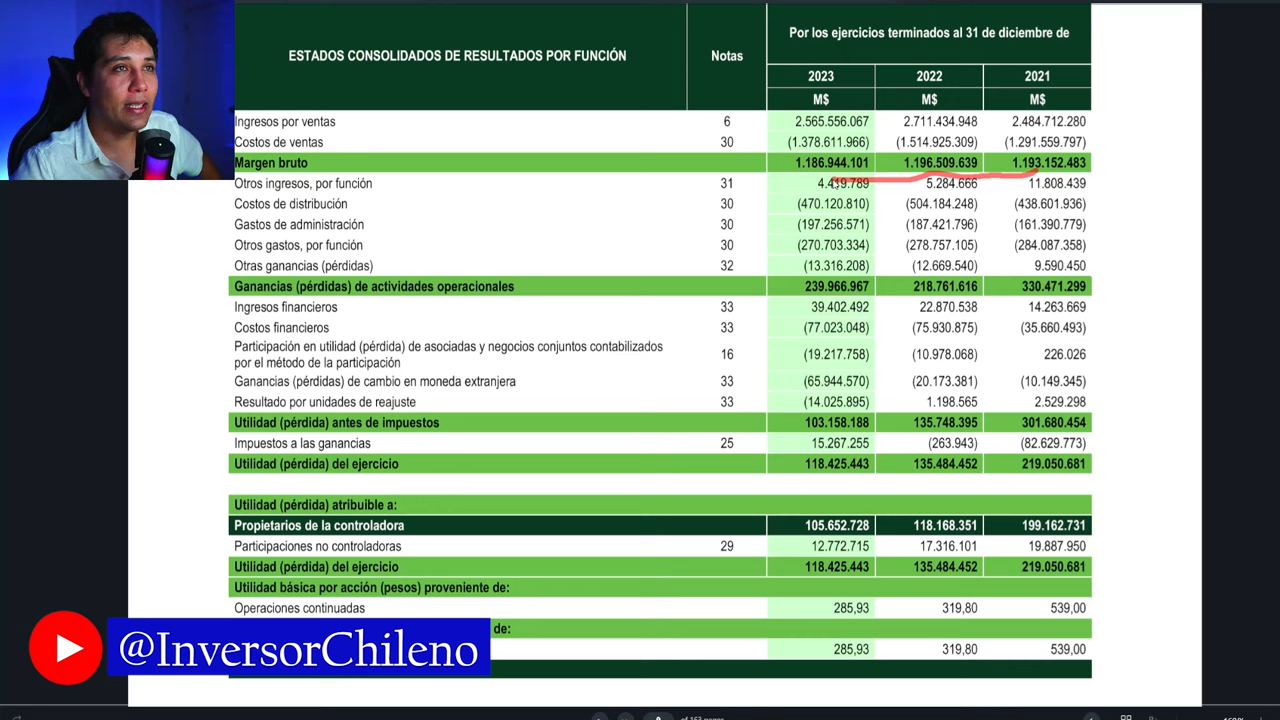 Por los ejercicios terminados al 31 de diciembre de
ESTADOS CONSOLIDADOS DE RESULTADOS POR FUNCIÓN Notas
2023 2022 2021
M$ M$ M$
Ingresos por ventas 6 2.565.556.067 2.711.434.948 2.484.712.280
Costos de ventas 30 (1.378.611.966) (1.514.925.309) (1.291.559.797)
Margen bruto 1.186.944.101 1.196.509.639 1.193.152.483
Otros ingresos, por función 31 4.419.789 5.284.666 11.808.439
Costos de distribución 30 (470.120.810) (504.184.248) (438.601.936)
Gastos de administración 30 (197.256.571) (187.421.796) (161.390.779)
Otros gastos, por función 30 (270.703.334) (278.757.105) (284.087.358)
Otras ganancias (pérdidas) 32 (13.316.208) (12.669.540) 9.590.450
Ganancias (pérdidas) de actividades operacionales 239.966.967 218.761.616 330.471.299
Ingresos financieros 33 39.402.492 22.870.538 14.263.669
Costos financieros 33 (77.023.048) (75.930.875) (35.660.493)
Participación en utilidad (pérdida) de asociadas y negocios conjuntos contabilizados
por el método de la participación 16 (19.217.758) (10.978.068) 226.026
Ganancias (pérdidas) de cambio en moneda extranjera 33 (65.944.570) (20.173.381) (10.149.345)
Resultado por unidades de reajuste 33 (14.025.895) 1.198.565 2.529.298
Utilidad (pérdida) antes de impuestos 103.158.188 135.748.395 301.680.454
Impuestos a las ganancias 25 15.267.255 (263.943) (82.629.773)
Utilidad (pérdida) del ejercicio 118.425.443 135.484.452 219.050.681
Utilidad (pérdida) atribuible a:
Propietarios de la controladora 105.652.728 118.168.351 199.162.731
Participaciones no controladoras 29 12.772.715 17.316.101 19.887.950
Utilidad (pérdida) del ejercicio 118.425.443 135.484.452 219.050.681
Utilidad básica por acción (pesos) proveniente de:
Operaciones continuadas 285,93 319,80 539,00
de:
285,93 319,80 539,00
@InversorChileno